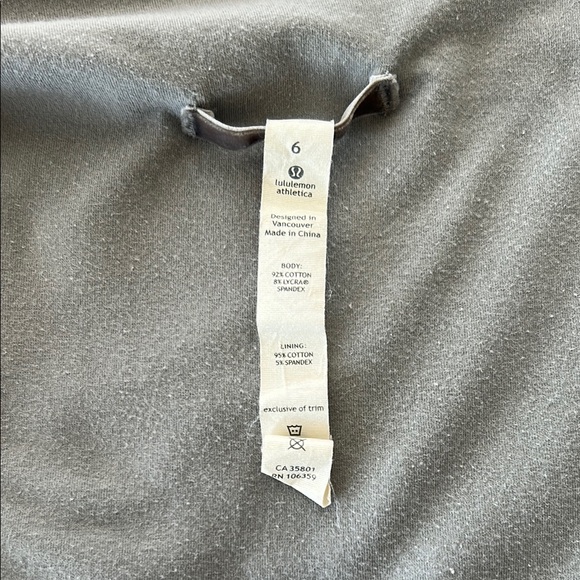 6
lululemon
athletica
Designed in
Vancouver
Made in China
BODY:
92% COTTON
8% LYCRA®
SPANDEX
LINING:
95% COTTON
5% SPANDEX
exclusive of trim
CA 35801
RN 106359